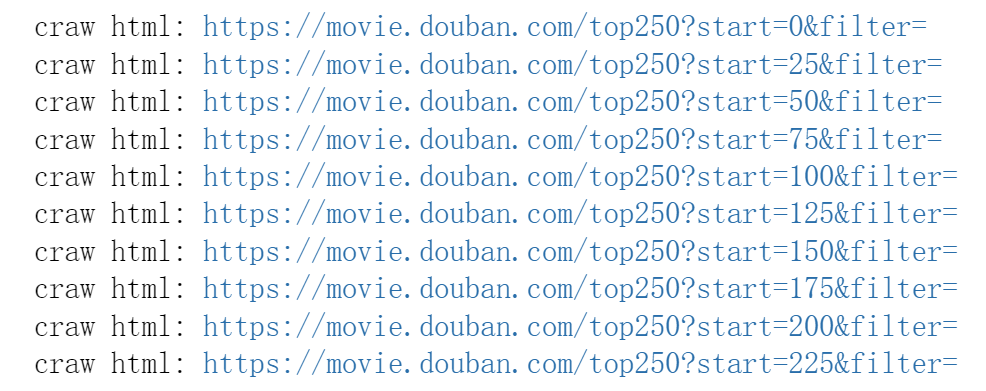 craw html: https://movie.douban.com/top250?start=0&filter=
craw html: https://movie.douban.com/top250?start=25&filter=
craw html: https://movie.douban.com/top250?start=50&filter=
craw html: https://movie.douban.com/top250?start=75&filter=
craw html: https://movie.douban.com/top250?start=100&filter=
craw html: https://movie.douban.com/top250?start=125&filter=
craw html: https://movie.douban.com/top250?start=150&filter=
craw html: https://movie.douban.com/top250?start=175&filter=
craw html: https://movie.douban.com/top250?start=200&filter=
craw html: https://movie.douban.com/top250?start=225&filter=